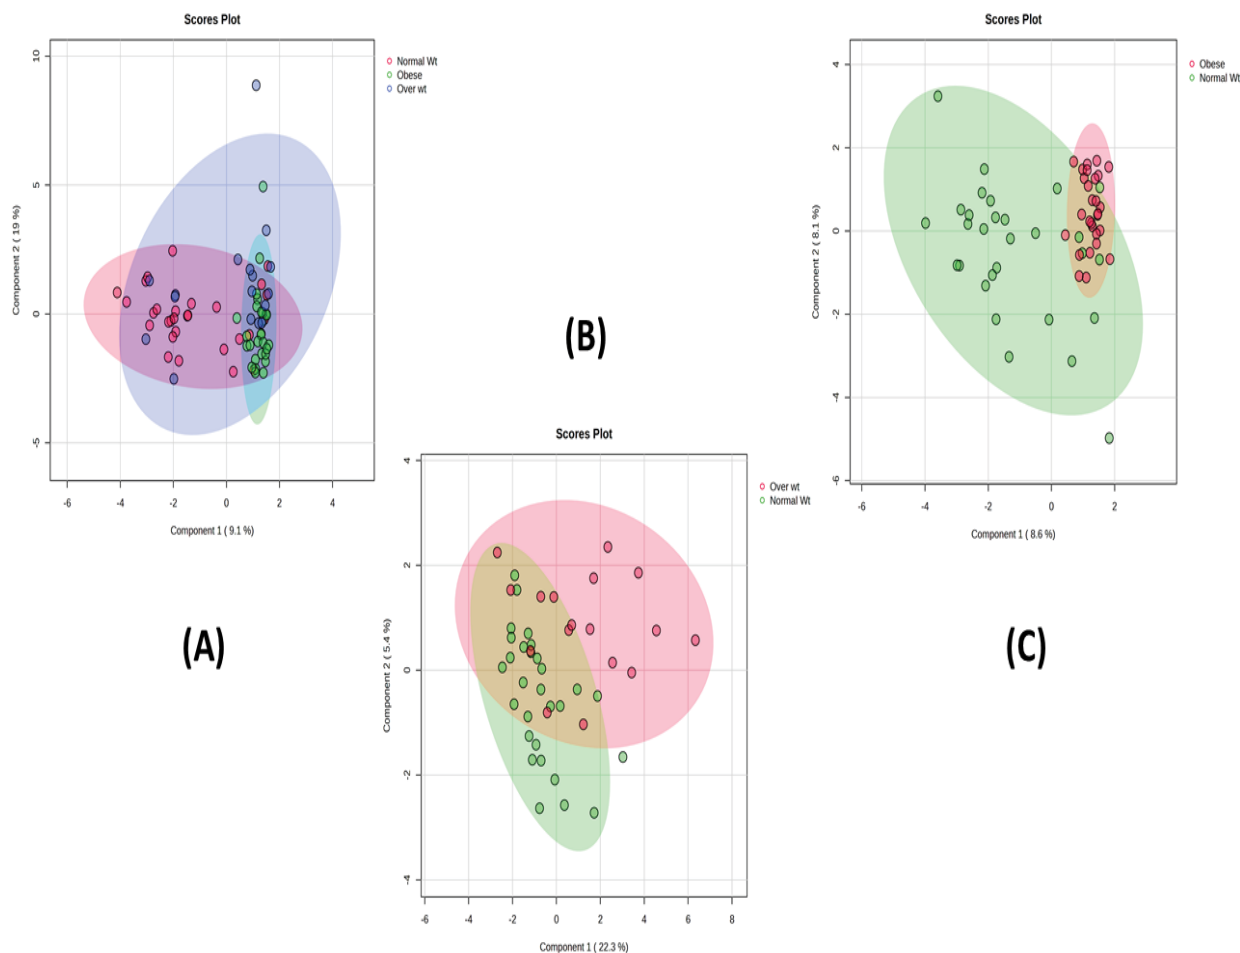 Scores Plot
10
5
0
-5
-6
-4
-2
0
2
4
Component 2 ( 19 %)
Component 1 ( 9.1 %)
Normal Wt
Obese
Over wt
(A)
(B)
Scores Plot
4
2
0
-2
-4
-6
-4
-2
0
2
4
6
8
Component 2 ( 5.4 %)
Component 1 ( 22.3 %)
Over wt
Normal Wt
Scores Plot
4
2
0
-2
-4
-6
-6
-4
-2
0
2
Component 2 ( 8.1 %)
Component 1 ( 8.6 %)
Obese
Normal Wt
(C)